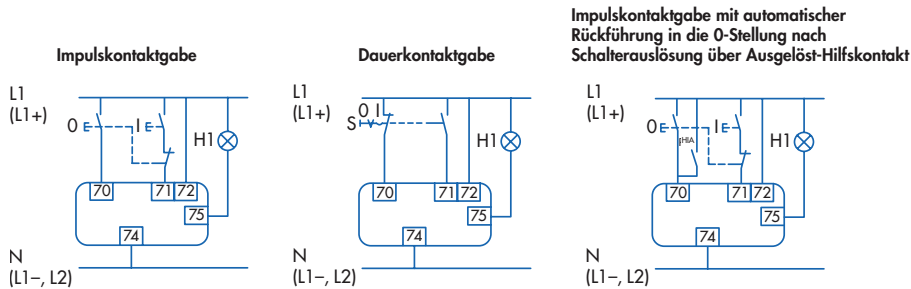 Impulskontaktgabe
L1
(L1+)
0
I
H1
70
71
72
75
74
N
(L1–, L2)
Dauerkontaktgabe
L1
(L1+)
0 I
S
H1
70
71
72
75
74
N
(L1–, L2)
Impulskontaktgabe mit automatischer
Rückführung in die 0-Stellung nach
Schalterauslösung über Ausgelöst-Hilfskontakt
L1
(L1+)
0
I
HIA
H1
70
71
72
75
74
N
(L1–, L2)